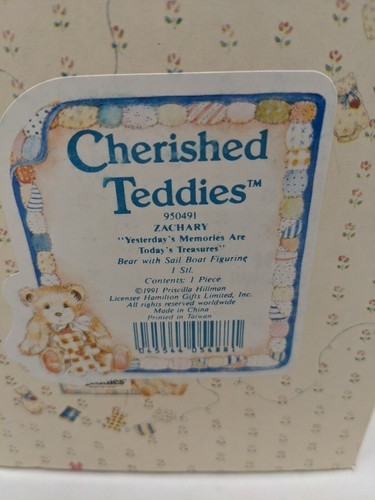 Cherished
Teddies™
950491
ZACHARY
"Yesterday's Memories Are
Today's Treasures"
Bear with Sail Boat Figurine
1 Stl.
Contents: 1 Piece
©1991 Priscilla Hillman
Licensee Hamilton Gifts Limited, Inc.
All rights reserved worldwide
Made in China
Printed in Taiwan